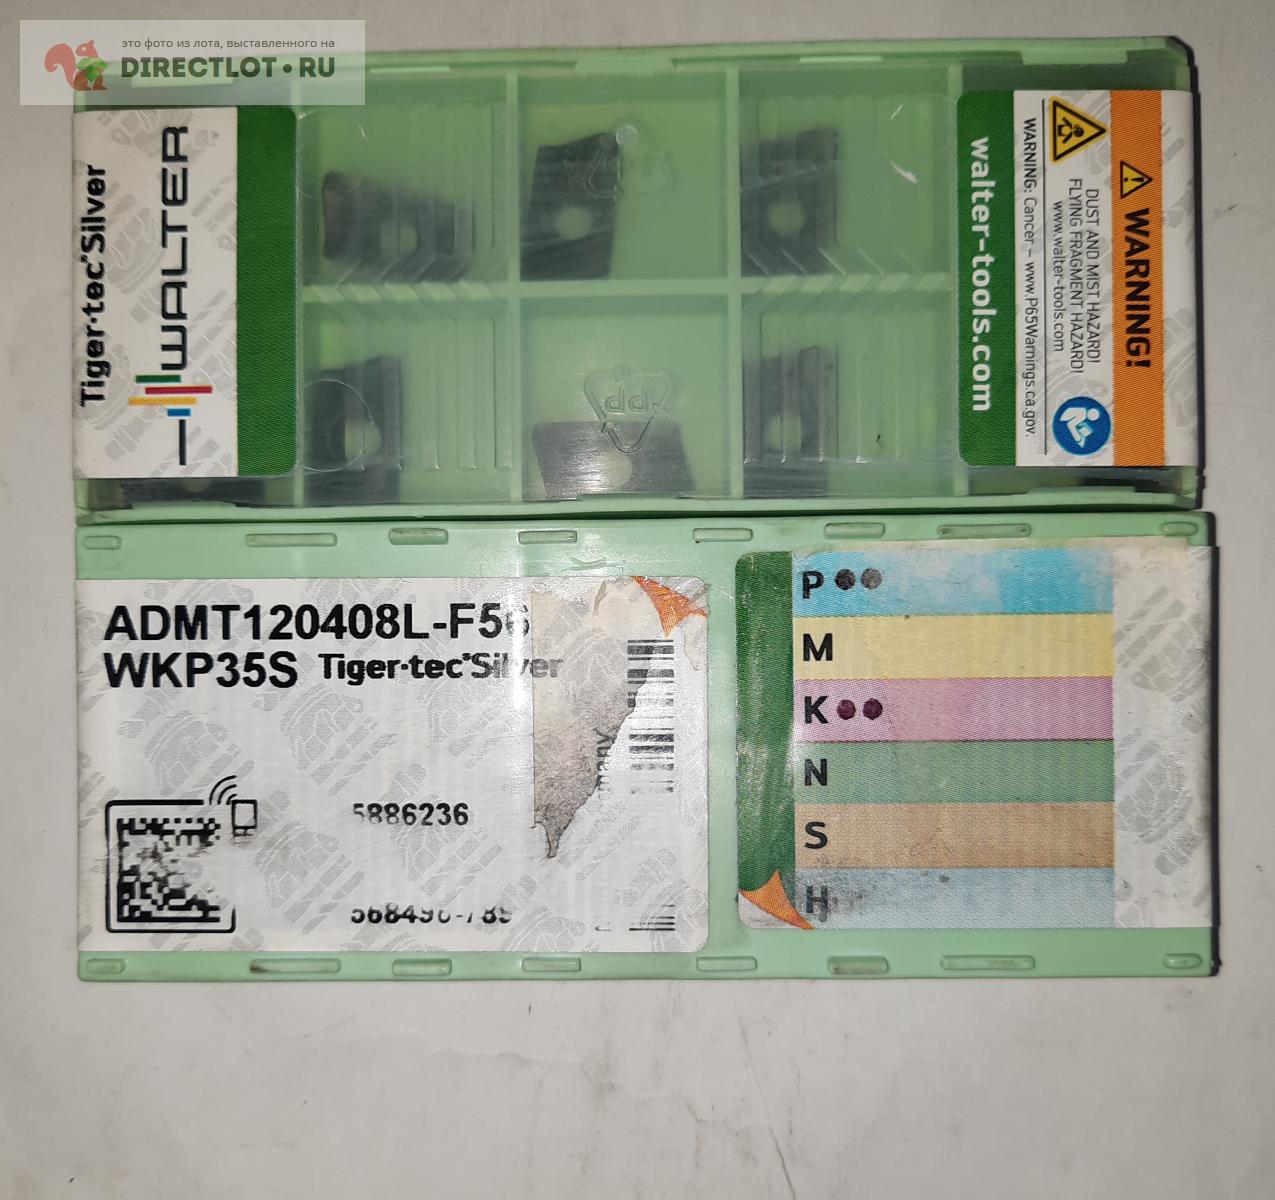 это фото из лота, выставленного на
DIRECTLOT•RU
Tiger·tec®Silver
WALTER
PP
walter-tools.com
WARNING!
DUST AND MIST HAZARD!
FLYING FRAGMENT HAZARD!
www.walter-tools.com
WARNING: Cancer – www.P65Warnings.ca.gov.
ADMT120408L-F56
WKP35S Tiger·tec®Silver
5886236
P
M
K
N
S
H